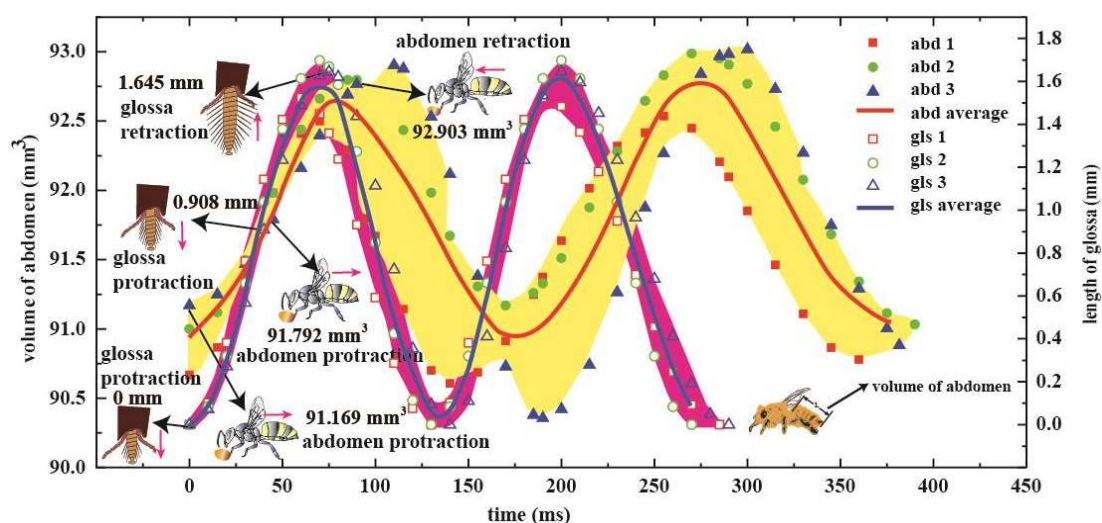 93.0
92.5
92.0
91.5
91.0
90.5
90.0
volume of abdomen (mm³)
0
50
100
150
200
250
300
350
400
450
time (ms)
1.8
1.6
1.4
1.2
1.0
0.8
0.6
0.4
0.2
0.0
length of glossa (mm)
abd 1
abd 2
abd 3
abd average
gls 1
gls 2
gls 3
gls average
1.645 mm
glossa
retraction
abdomen retraction
92.903 mm³
0.908 mm
glossa
protraction
91.792 mm³
abdomen protraction
glossa
protraction
0 mm
91.169 mm³
abdomen protraction
volume of abdomen